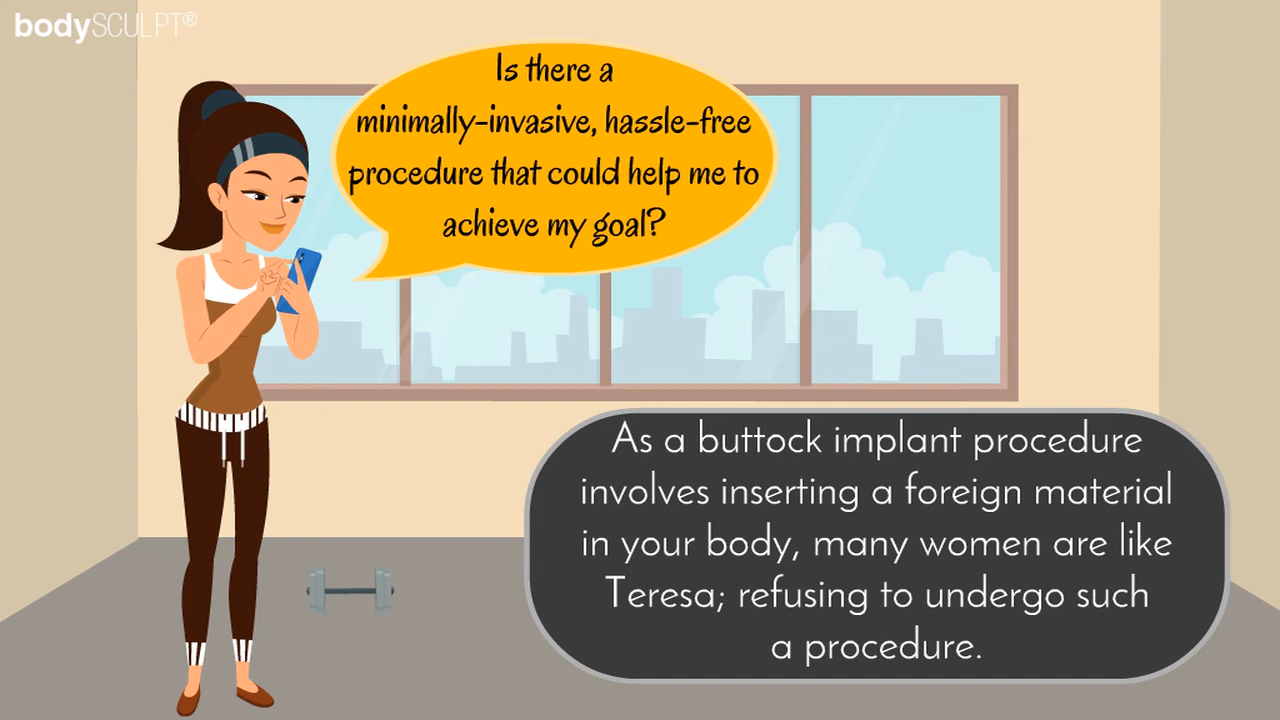 bodySCULPT®
Is there a
minimally-invasive, hassle-free
procedure that could help me to
achieve my goal?
As a buttock implant procedure
involves inserting a foreign material
in your body, many women are like
Teresa; refusing to undergo such
a procedure.